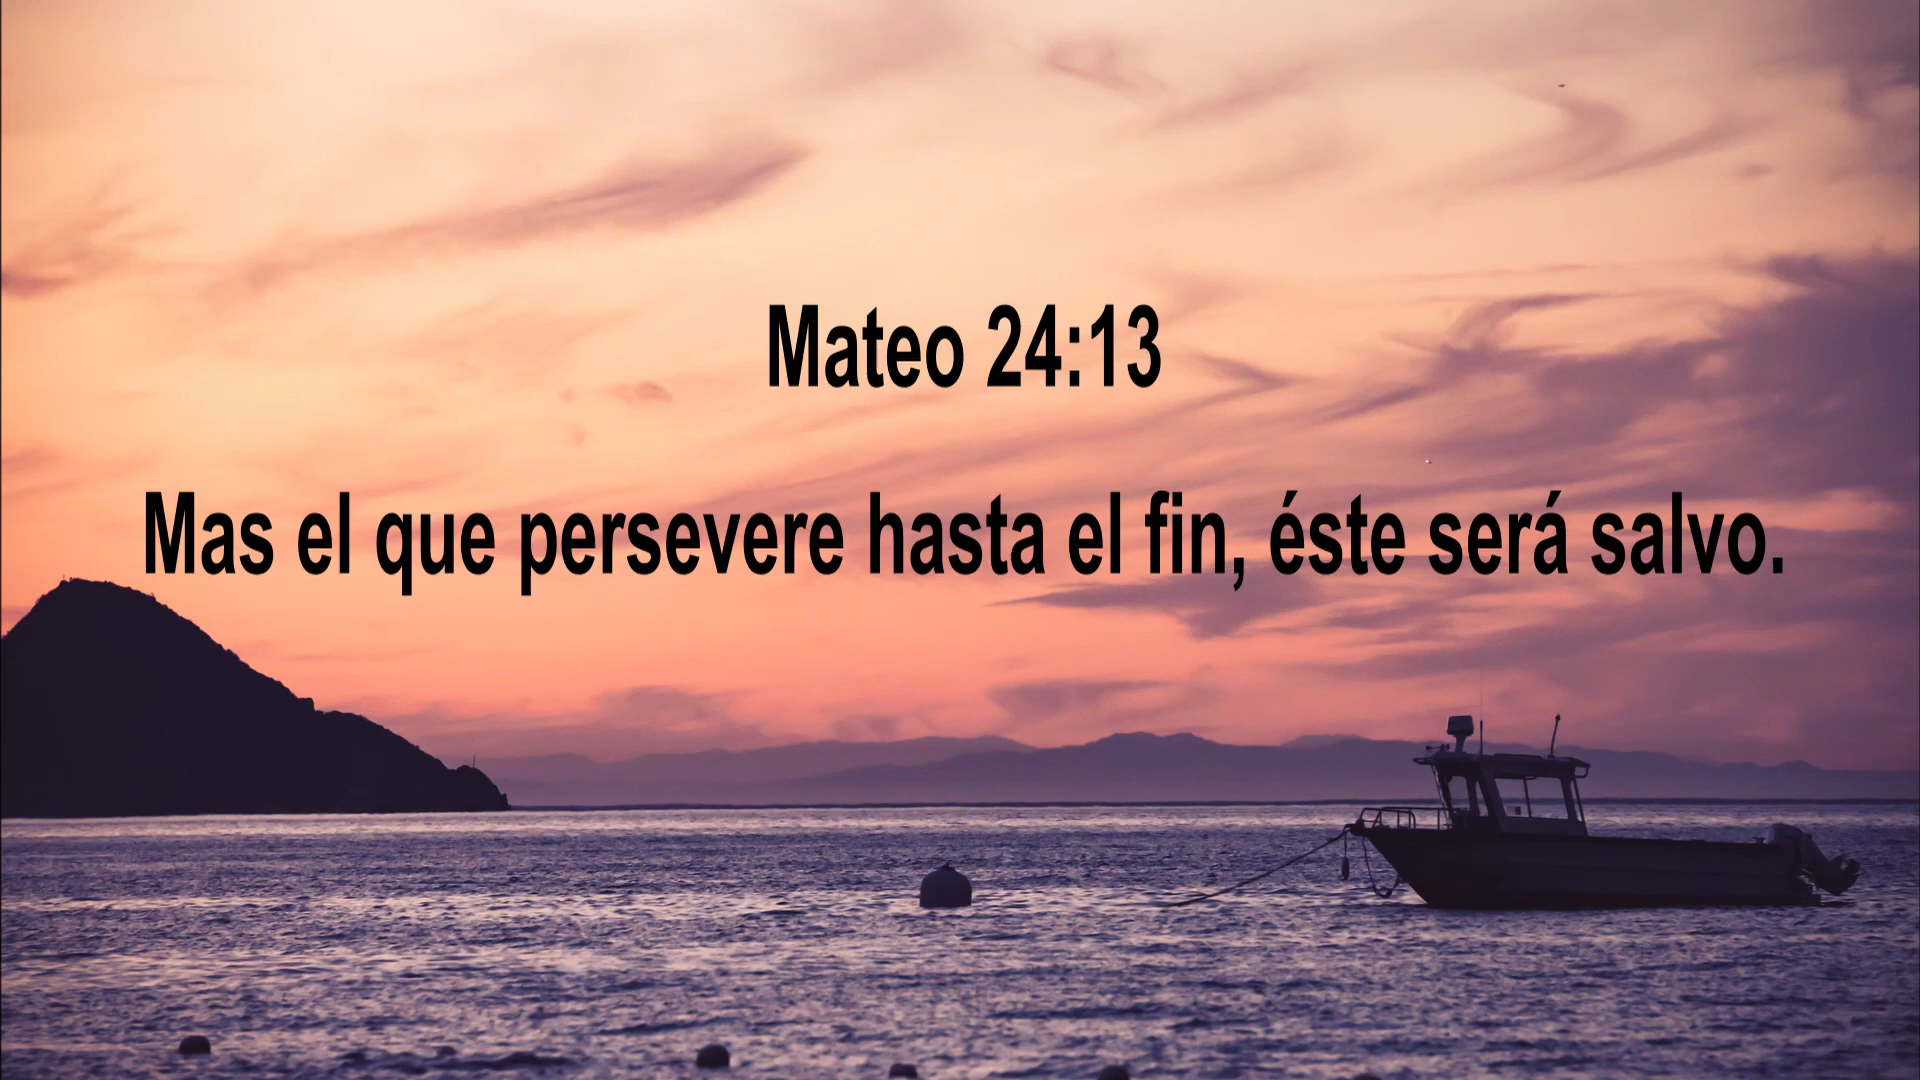 Mateo 24:13
Mas el que persevere hasta el fin, éste será salvo.